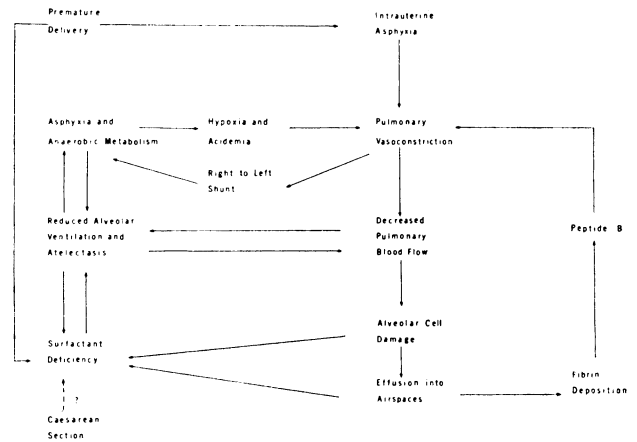 Premature
Delivery
Intrauterine
Asphyxia
Asphyxia and
Anaerobic Metabolism
Hypoxia and
Acidemia
Pulmonary
Vasoconstriction
Right to Left
Shunt
Reduced Alveolar
Ventilation and
Atelectasis
Decreased
Pulmonary
Blood Flow
Peptide B
Alveolar Cell
Damage
Surfactant
Deficiency
Effusion into
Airspaces
Fibrin
Deposition
?
Caesarean
Section